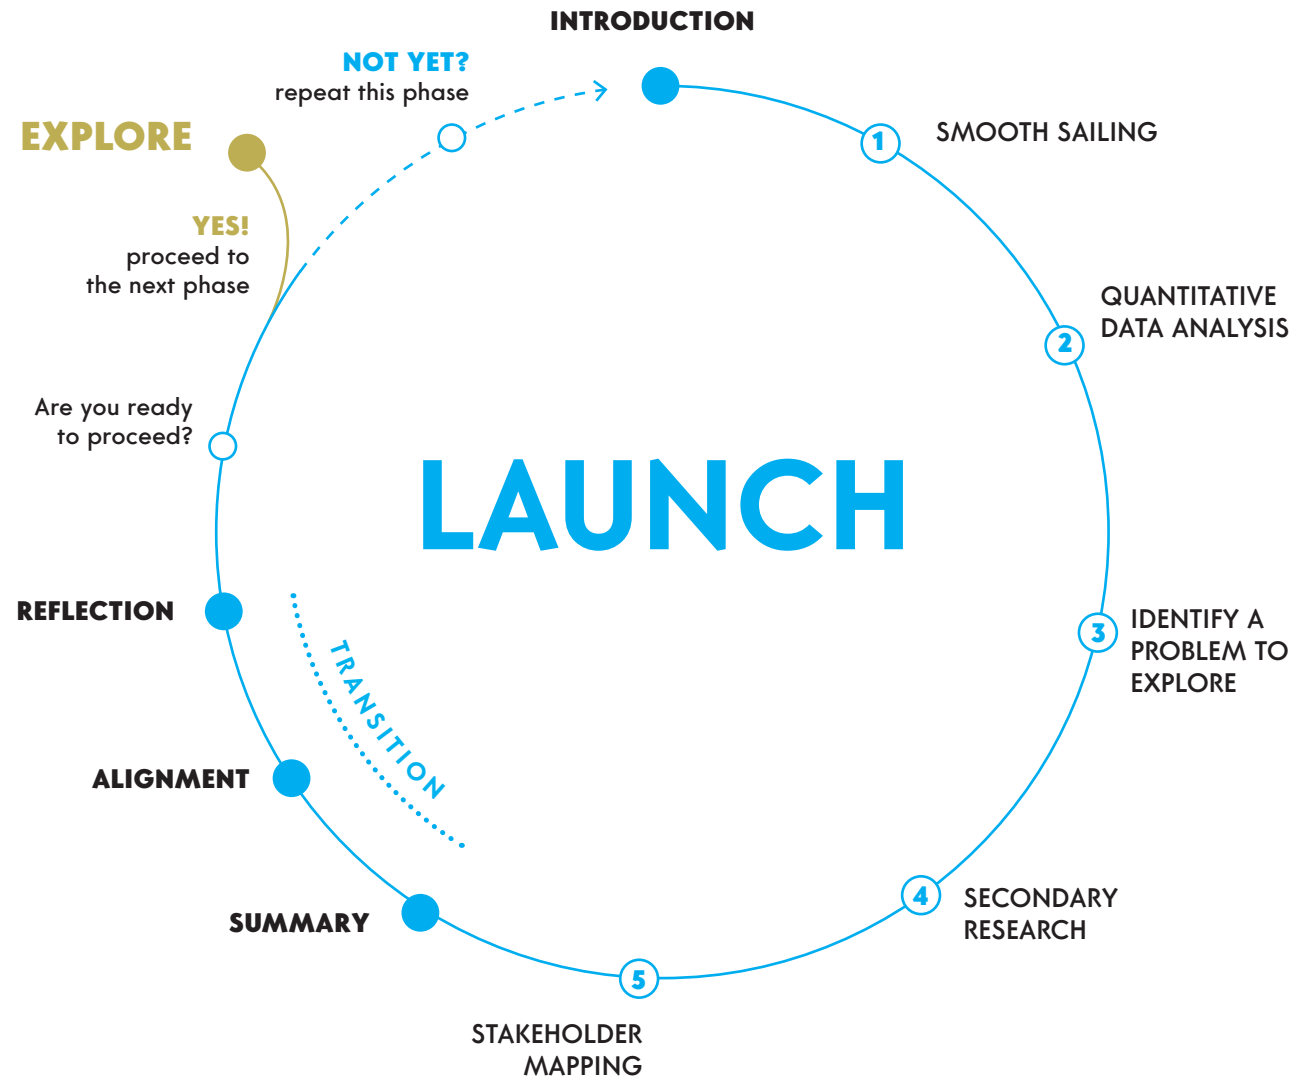 INTRODUCTION
1
SMOOTH SAILING
2
QUANTITATIVE
DATA ANALYSIS
3
IDENTIFY A
PROBLEM TO
EXPLORE
4
SECONDARY
RESEARCH
5
STAKEHOLDER
MAPPING
SUMMARY
ALIGNMENT
REFLECTION
TRANSITION
Are you ready
to proceed?
YES!
proceed to
the next phase
EXPLORE
NOT YET?
repeat this phase
LAUNCH